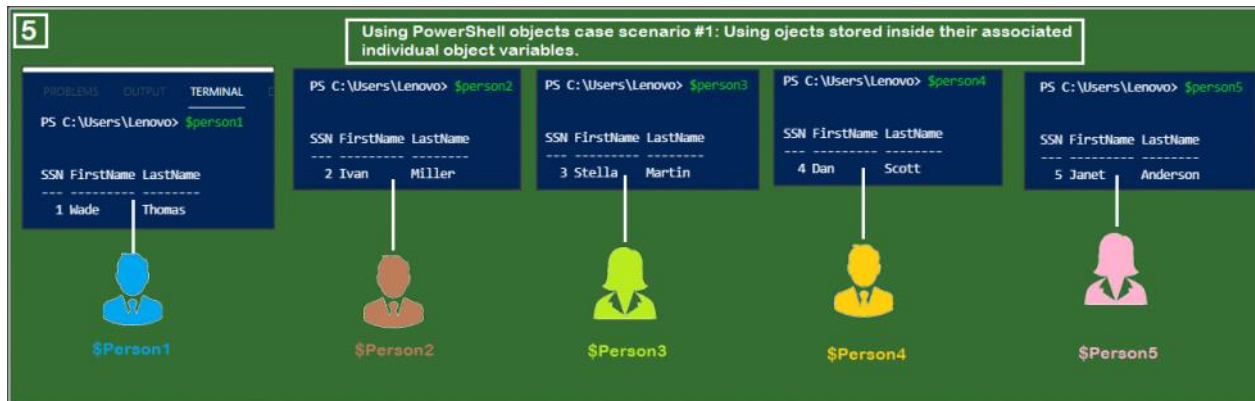 5
Using PowerShell objects case scenario #1: Using ojects stored inside their associated
individual object variables.
PROBLEMS OUTPUT TERMINAL D
PS C:\Users\Lenovo> $person1
SSN FirstName LastName
--- --------- --------
1 Wade Thomas
PS C:\Users\Lenovo> $person2
SSN FirstName LastName
--- --------- --------
2 Ivan Miller
PS C:\Users\Lenovo> $person3
SSN FirstName LastName
--- --------- --------
3 Stella Martin
PS C:\Users\Lenovo> $person4
SSN FirstName LastName
--- --------- --------
4 Dan Scott
PS C:\Users\Lenovo> $person5
SSN FirstName LastName
--- --------- --------
5 Janet Anderson
$Person1
$Person2
$Person3
$Person4
$Person5